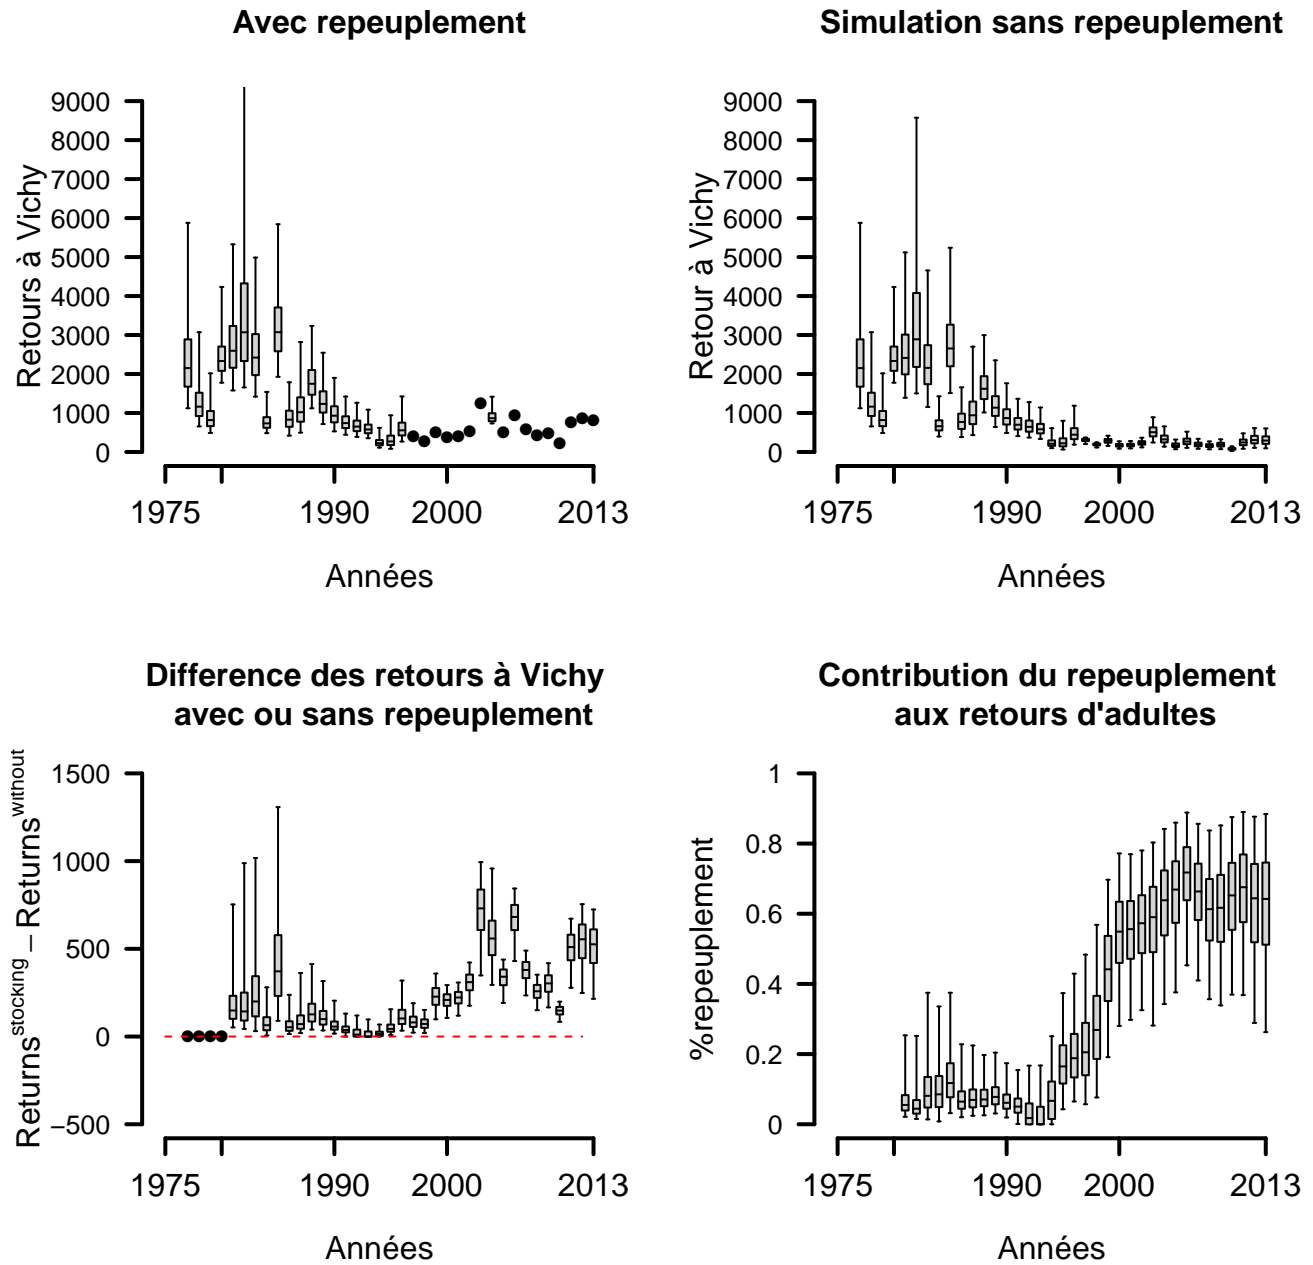 Avec repeuplement
9000
8000
7000
6000
5000
4000
3000
2000
1000
0
Retours à Vichy
1975 1990 2000 2013
Années
Simulation sans repeuplement
9000
8000
7000
6000
5000
4000
3000
2000
1000
0
Retour à Vichy
1975 1990 2000 2013
Années
Difference des retours à Vichy
avec ou sans repeuplement
1500
1000
500
0
−500
Returns^stocking − Returns^without
1975 1990 2000 2013
Années
Contribution du repeuplement
aux retours d'adultes
1
0.8
0.6
0.4
0.2
0
%repeuplement
1975 1990 2000 2013
Années